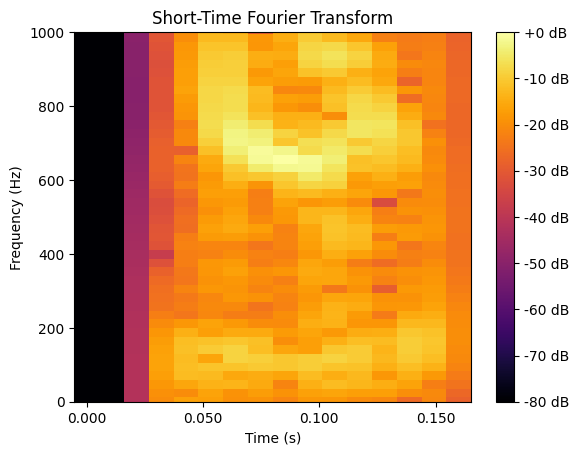 Short-Time Fourier Transform
1000
800
600
400
200
0
Frequency (Hz)
0.000
0.050
0.100
0.150
Time (s)
+0 dB
-10 dB
-20 dB
-30 dB
-40 dB
-50 dB
-60 dB
-70 dB
-80 dB